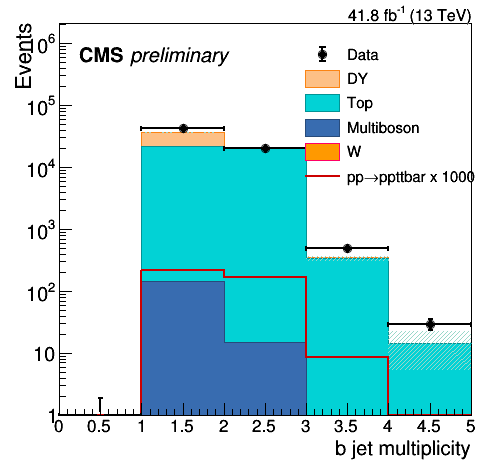 41.8 fb⁻¹ (13 TeV)
Events
CMS preliminary
Data
DY
Top
Multiboson
W
pp→ppttbar x 1000
10⁶
10⁵
10⁴
10³
10²
10
1
0 0.5 1 1.5 2 2.5 3 3.5 4 4.5 5
b jet multiplicity